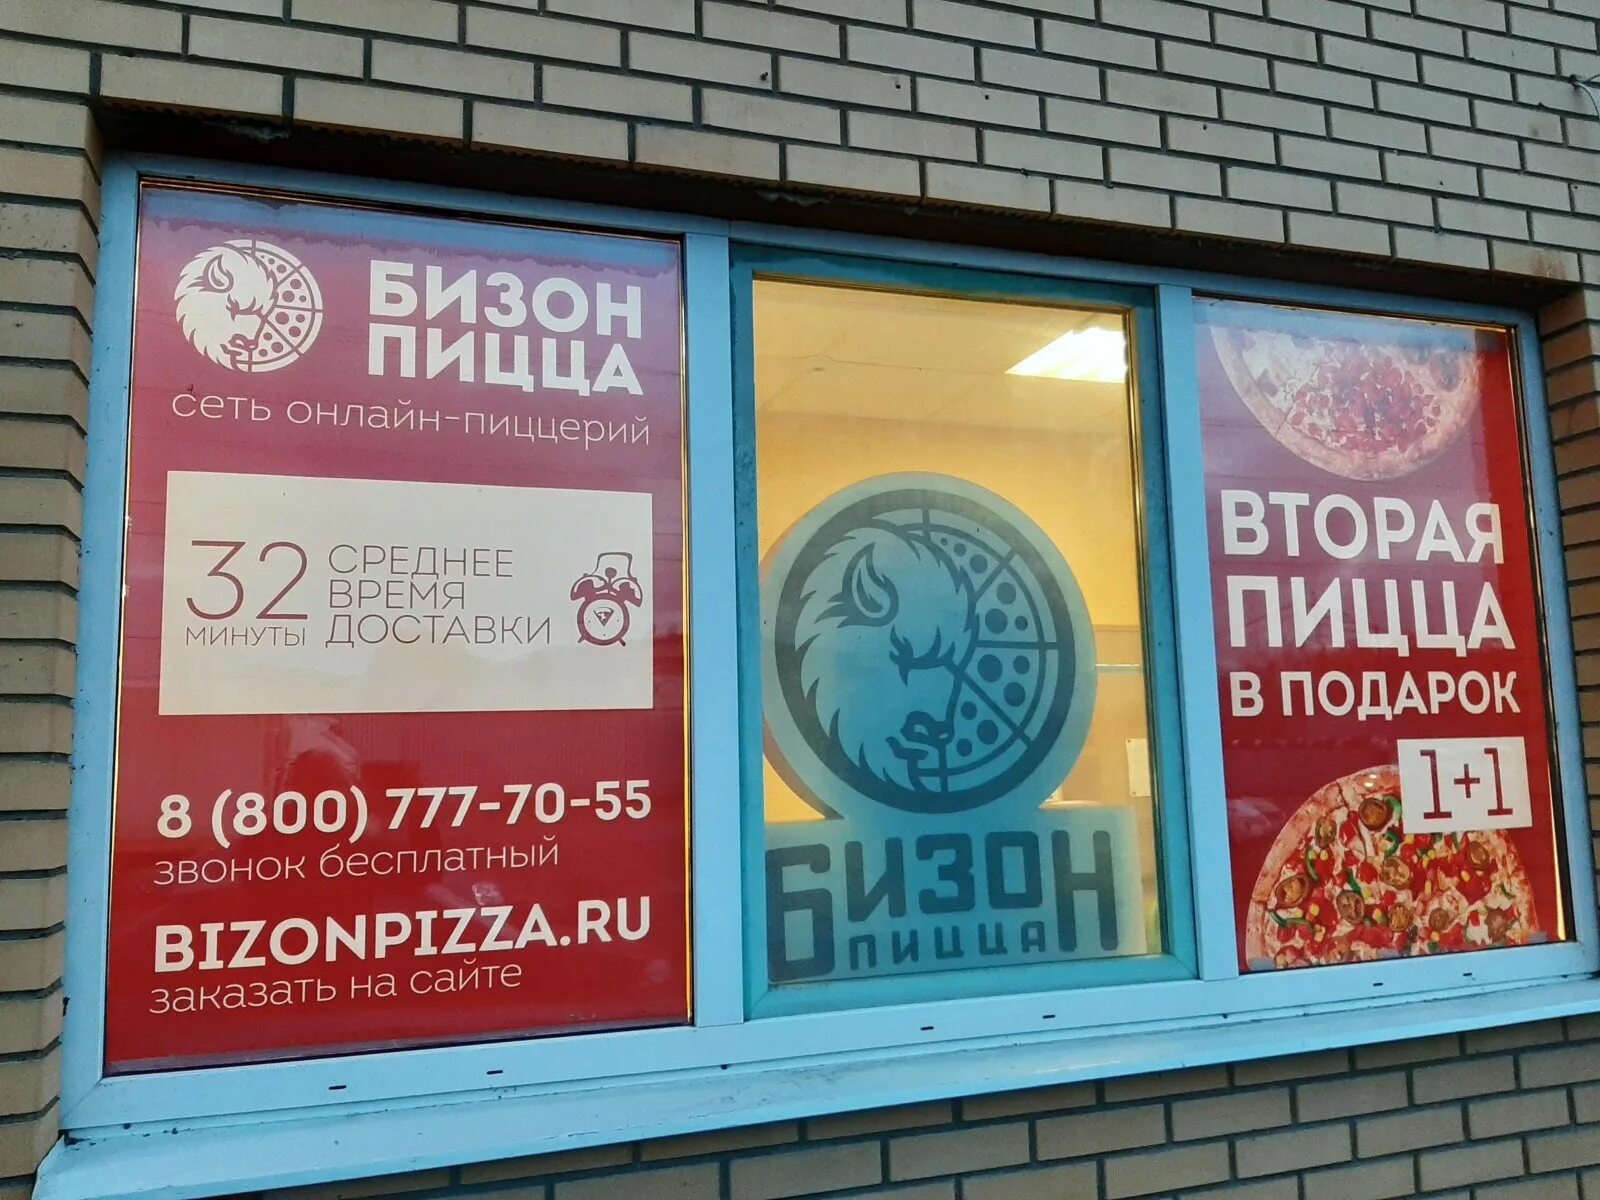 БИЗОН
ПИЦЦА
сеть онлайн-пиццерий
32
МИНУТЫ
СРЕДНЕЕ
ВРЕМЯ
ДОСТАВКИ
8 (800) 777-70-55
звонок бесплатный
BIZONPIZZA.RU
заказать на сайте
БИЗОН
ПИЦЦА
ВТОРАЯ
ПИЦЦА
В ПОДАРОК
1+1